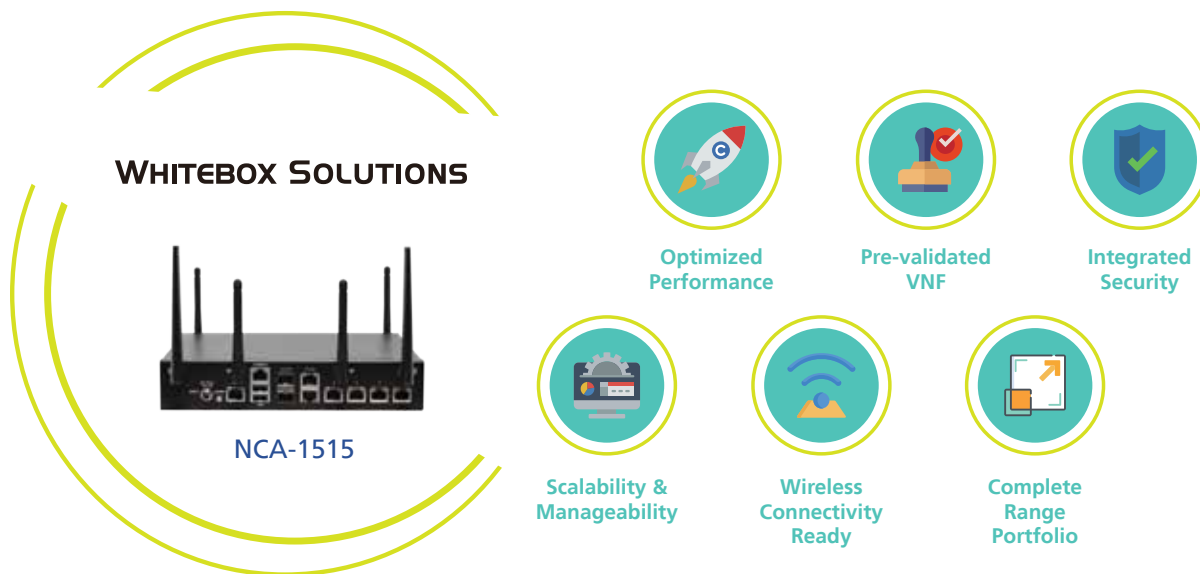 WHITEBOX SOLUTIONS
NCA-1515
C
Optimized
Performance
Pre-validated
VNF
Integrated
Security
Scalability &
Manageability
Wireless
Connectivity
Ready
Complete
Range
Portfolio